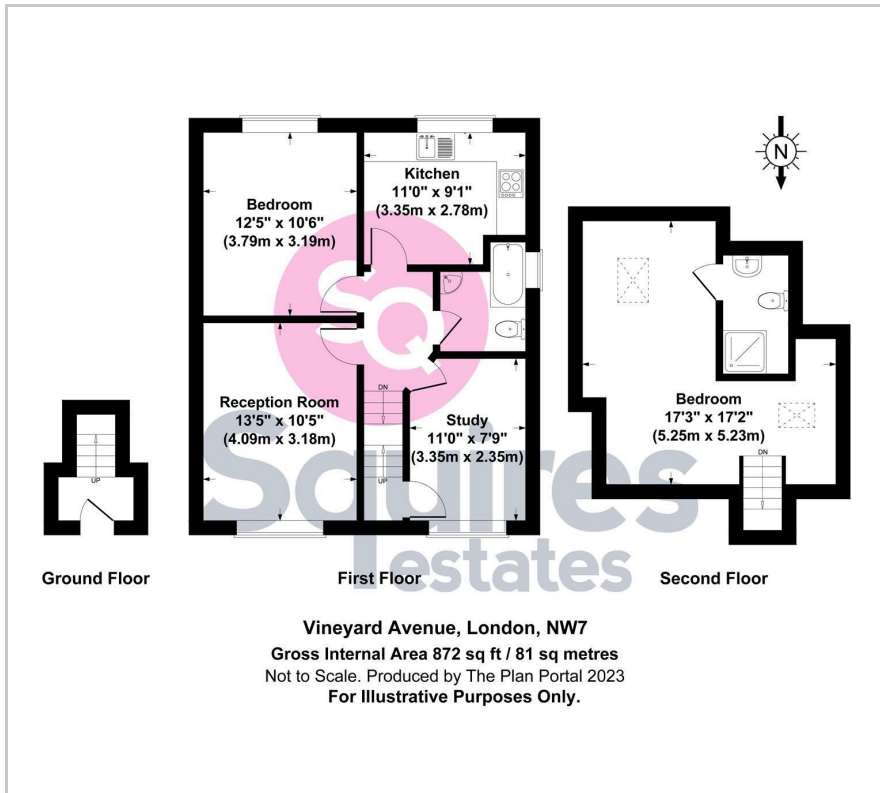 N
Kitchen
11'0" x 9'1"
(3.35m x 2.78m)
Bedroom
12'5" x 10'6"
(3.79m x 3.19m)
SQ
Reception Room
13'5" x 10'5"
(4.09m x 3.18m)
DN
UP
Study
11'0" x 7'9"
(3.35m x 2.35m)
Bedroom
17'3" x 17'2"
(5.25m x 5.23m)
DN
UP
Squires
estates
Ground Floor
First Floor
Second Floor
Vineyard Avenue, London, NW7
Gross Internal Area 872 sq ft / 81 sq metres
Not to Scale. Produced by The Plan Portal 2023
For Illustrative Purposes Only.